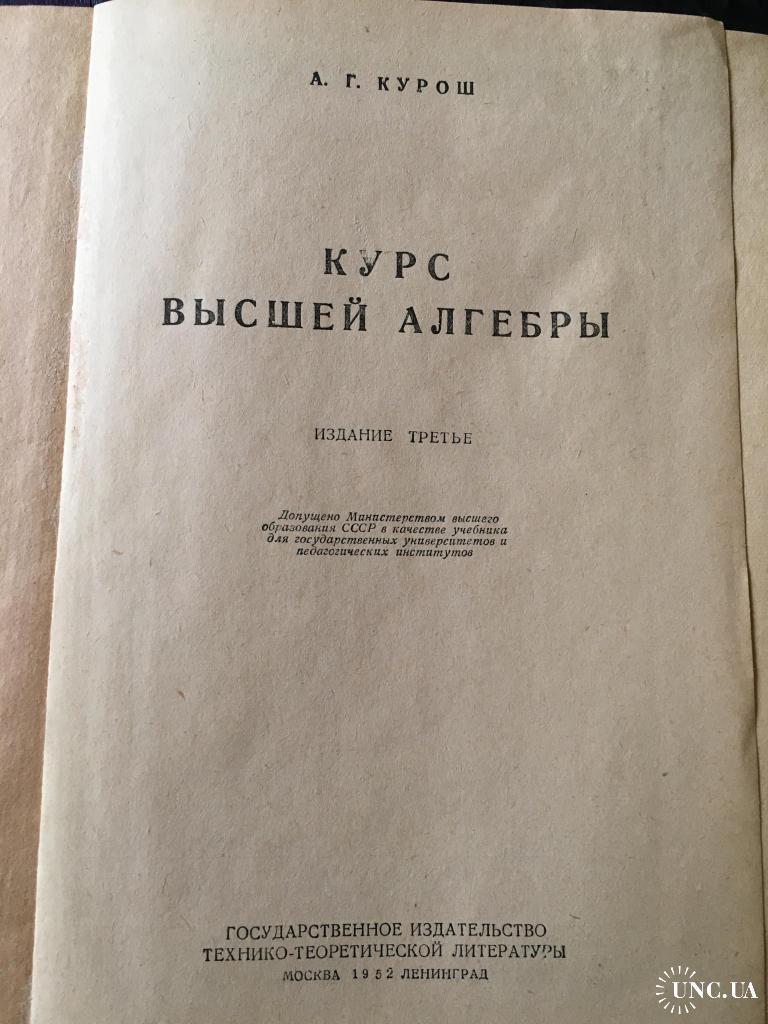 А. Г. КУРОШ
КУРС
ВЫСШЕЙ АЛГЕБРЫ
ИЗДАНИЕ ТРЕТЬЕ
Допущено Министерством высшего
образования СССР в качестве учебника
для государственных университетов и
педагогических институтов
ГОСУДАРСТВЕННОЕ ИЗДАТЕЛЬСТВО
ТЕХНИКО-ТЕОРЕТИЧЕСКОЙ ЛИТЕРАТУРЫ
МОСКВА 1952 ЛЕНИНГРАД
UNC.UA